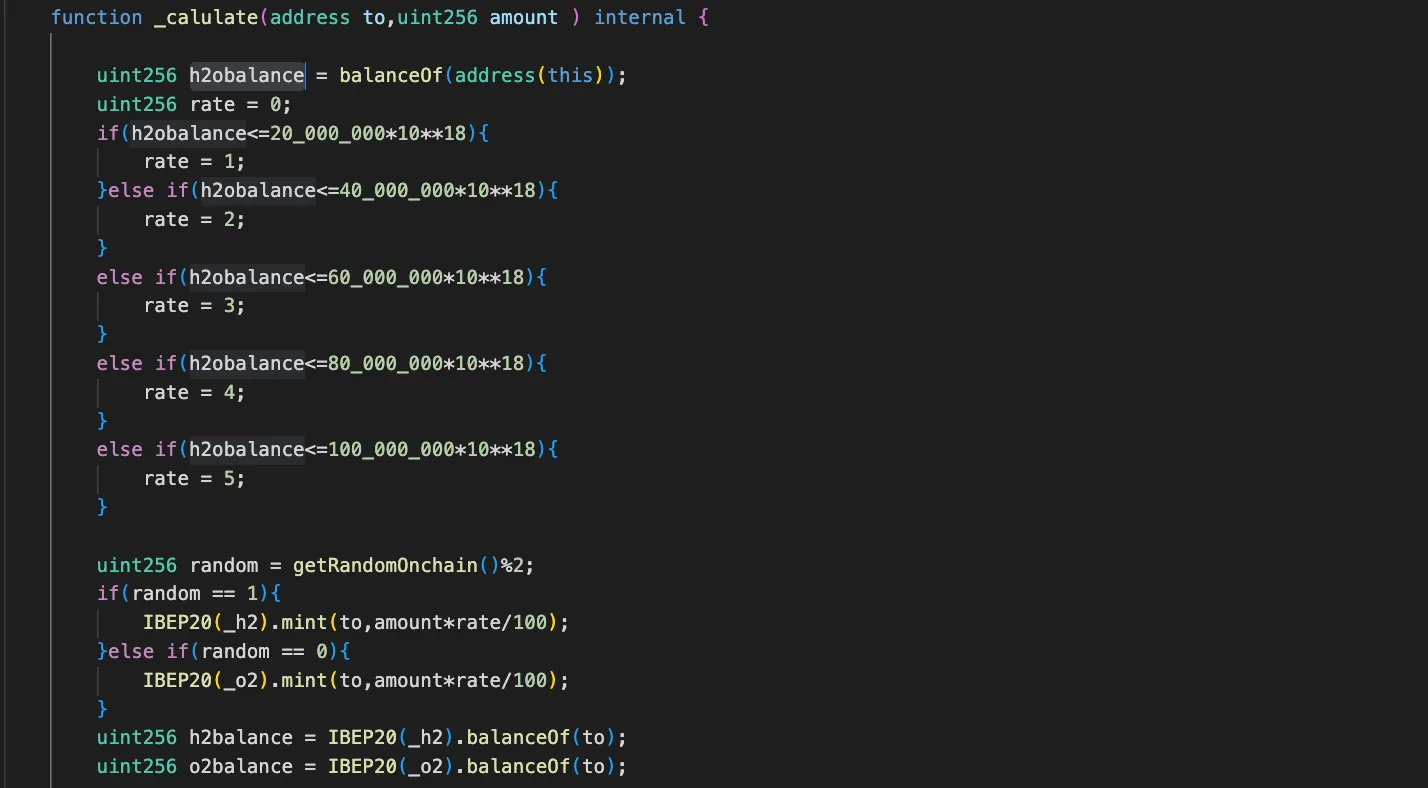 function _calulate(address to,uint256 amount ) internal {
uint256 h2obalance = balanceOf(address(this));
uint256 rate = 0;
if(h2obalance<=20_000_000*10**18){
rate = 1;
}else if(h2obalance<=40_000_000*10**18){
rate = 2;
}
else if(h2obalance<=60_000_000*10**18){
rate = 3;
}
else if(h2obalance<=80_000_000*10**18){
rate = 4;
}
else if(h2obalance<=100_000_000*10**18){
rate = 5;
}
uint256 random = getRandomOnchain()%2;
if(random == 1){
IBEP20(_h2).mint(to,amount*rate/100);
}else if(random == 0){
IBEP20(_o2).mint(to,amount*rate/100);
}
uint256 h2balance = IBEP20(_h2).balanceOf(to);
uint256 o2balance = IBEP20(_o2).balanceOf(to);